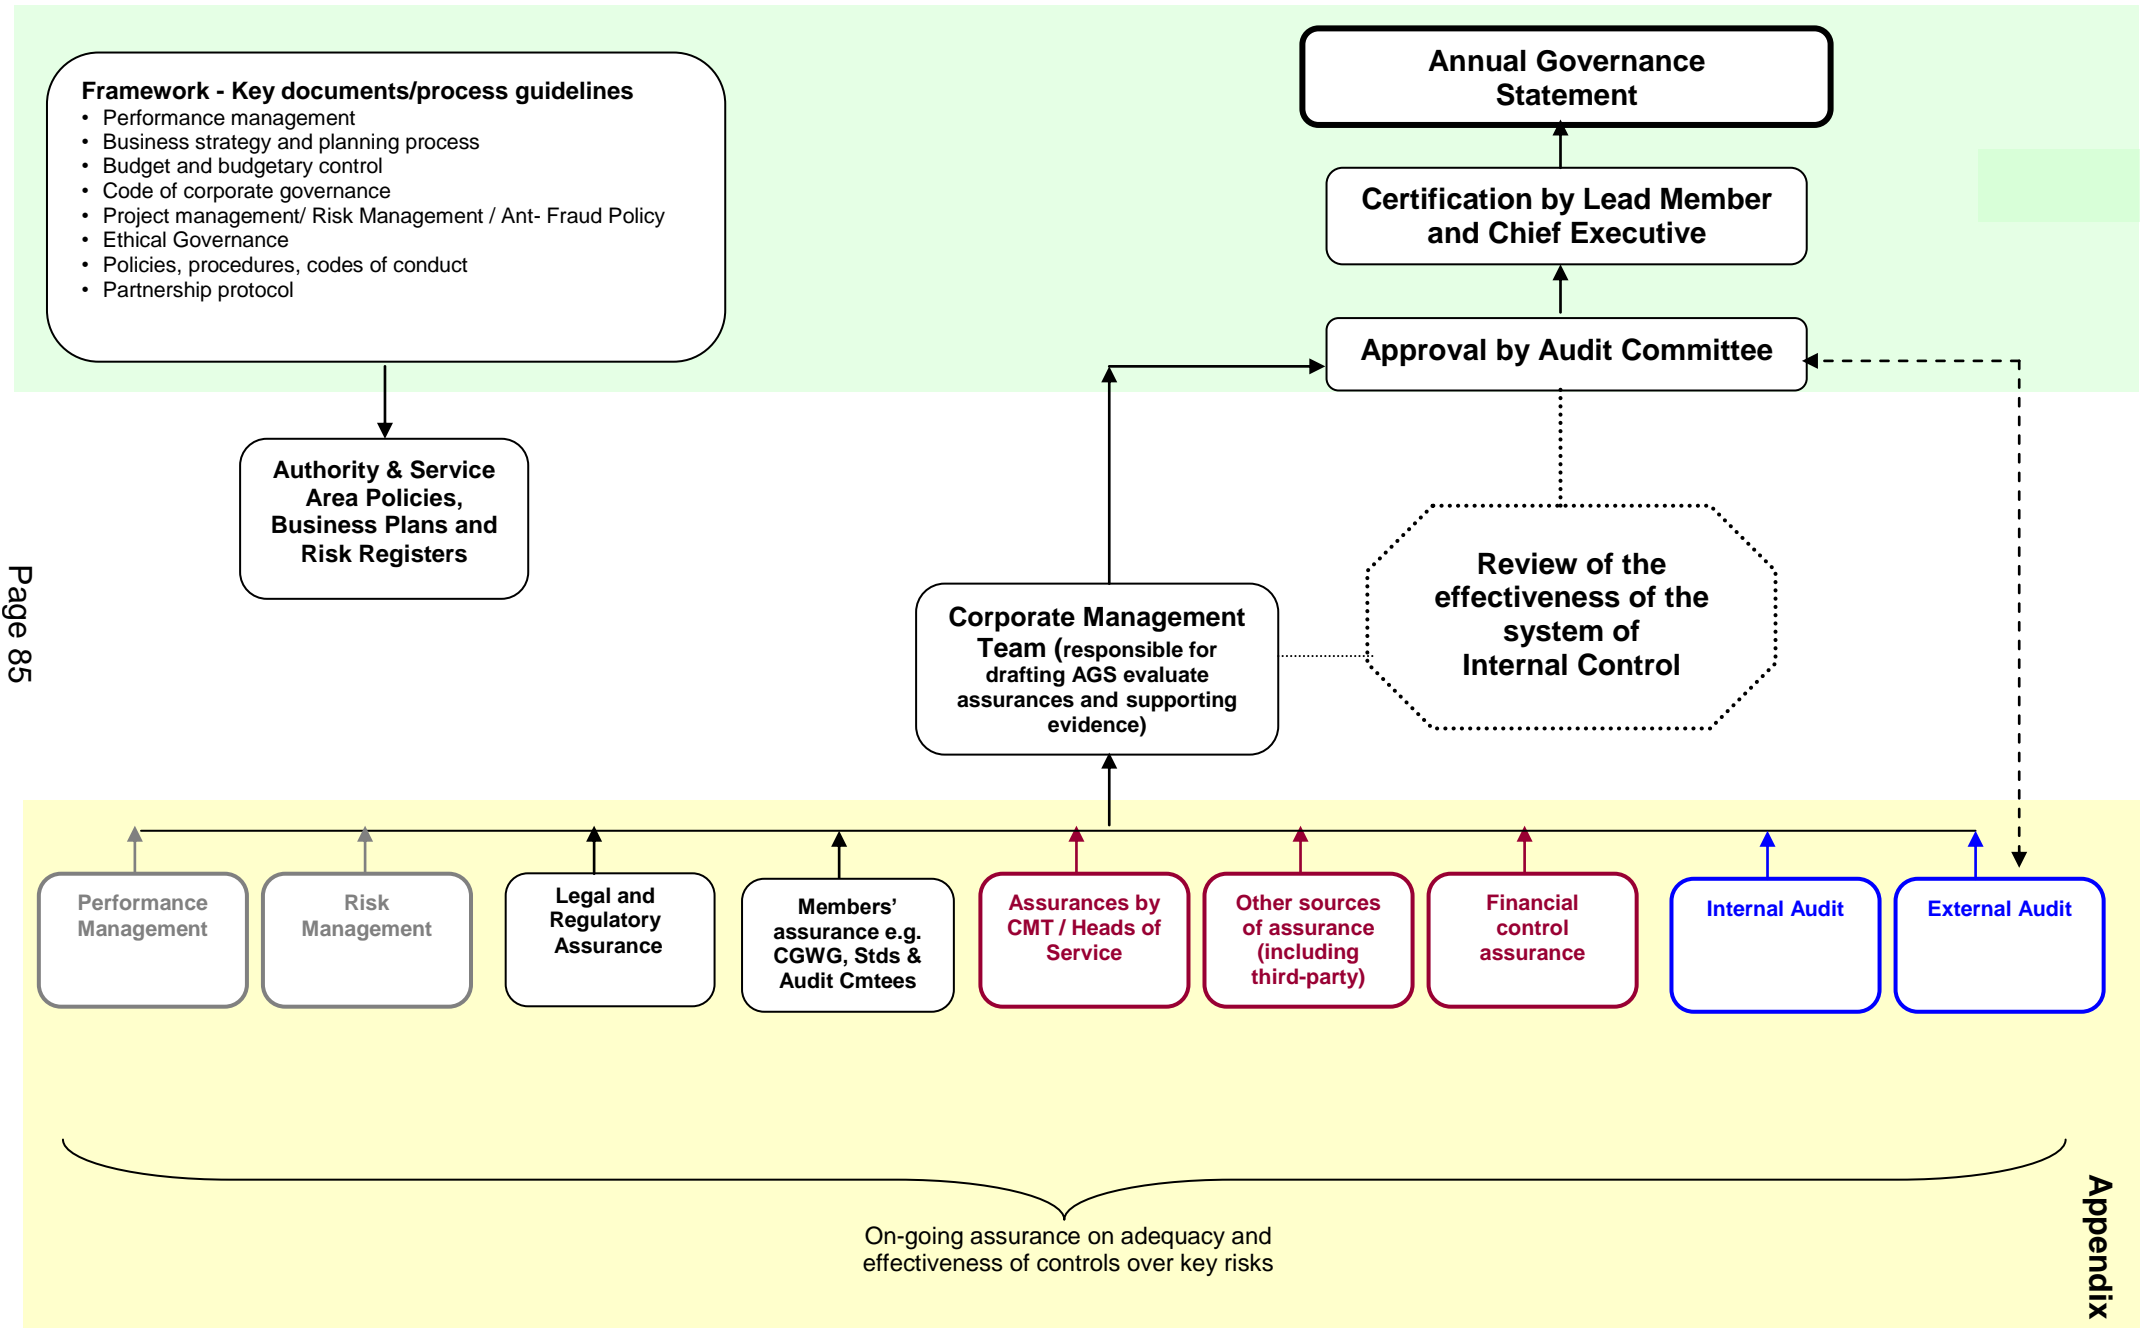 Framework - Key documents/process guidelines
• Performance management
• Business strategy and planning process
• Budget and budgetary control
• Code of corporate governance
• Project management/ Risk Management / Ant- Fraud Policy
• Ethical Governance
• Policies, procedures, codes of conduct
• Partnership protocol
Annual Governance
Statement
Certification by Lead Member
and Chief Executive
Approval by Audit Committee
Authority & Service
Area Policies,
Business Plans and
Risk Registers
Review of the
effectiveness of the
system of
Internal Control
Corporate Management
Team (responsible for
drafting AGS evaluate
assurances and supporting
evidence)
Page 85
Performance
Management
Risk
Management
Legal and
Regulatory
Assurance
Members’
assurance e.g.
CGWG, Stds &
Audit Cmtees
Assurances by
CMT / Heads of
Service
Other sources
of assurance
(including
third-party)
Financial
control
assurance
Internal Audit
External Audit
On-going assurance on adequacy and
effectiveness of controls over key risks
Appendix